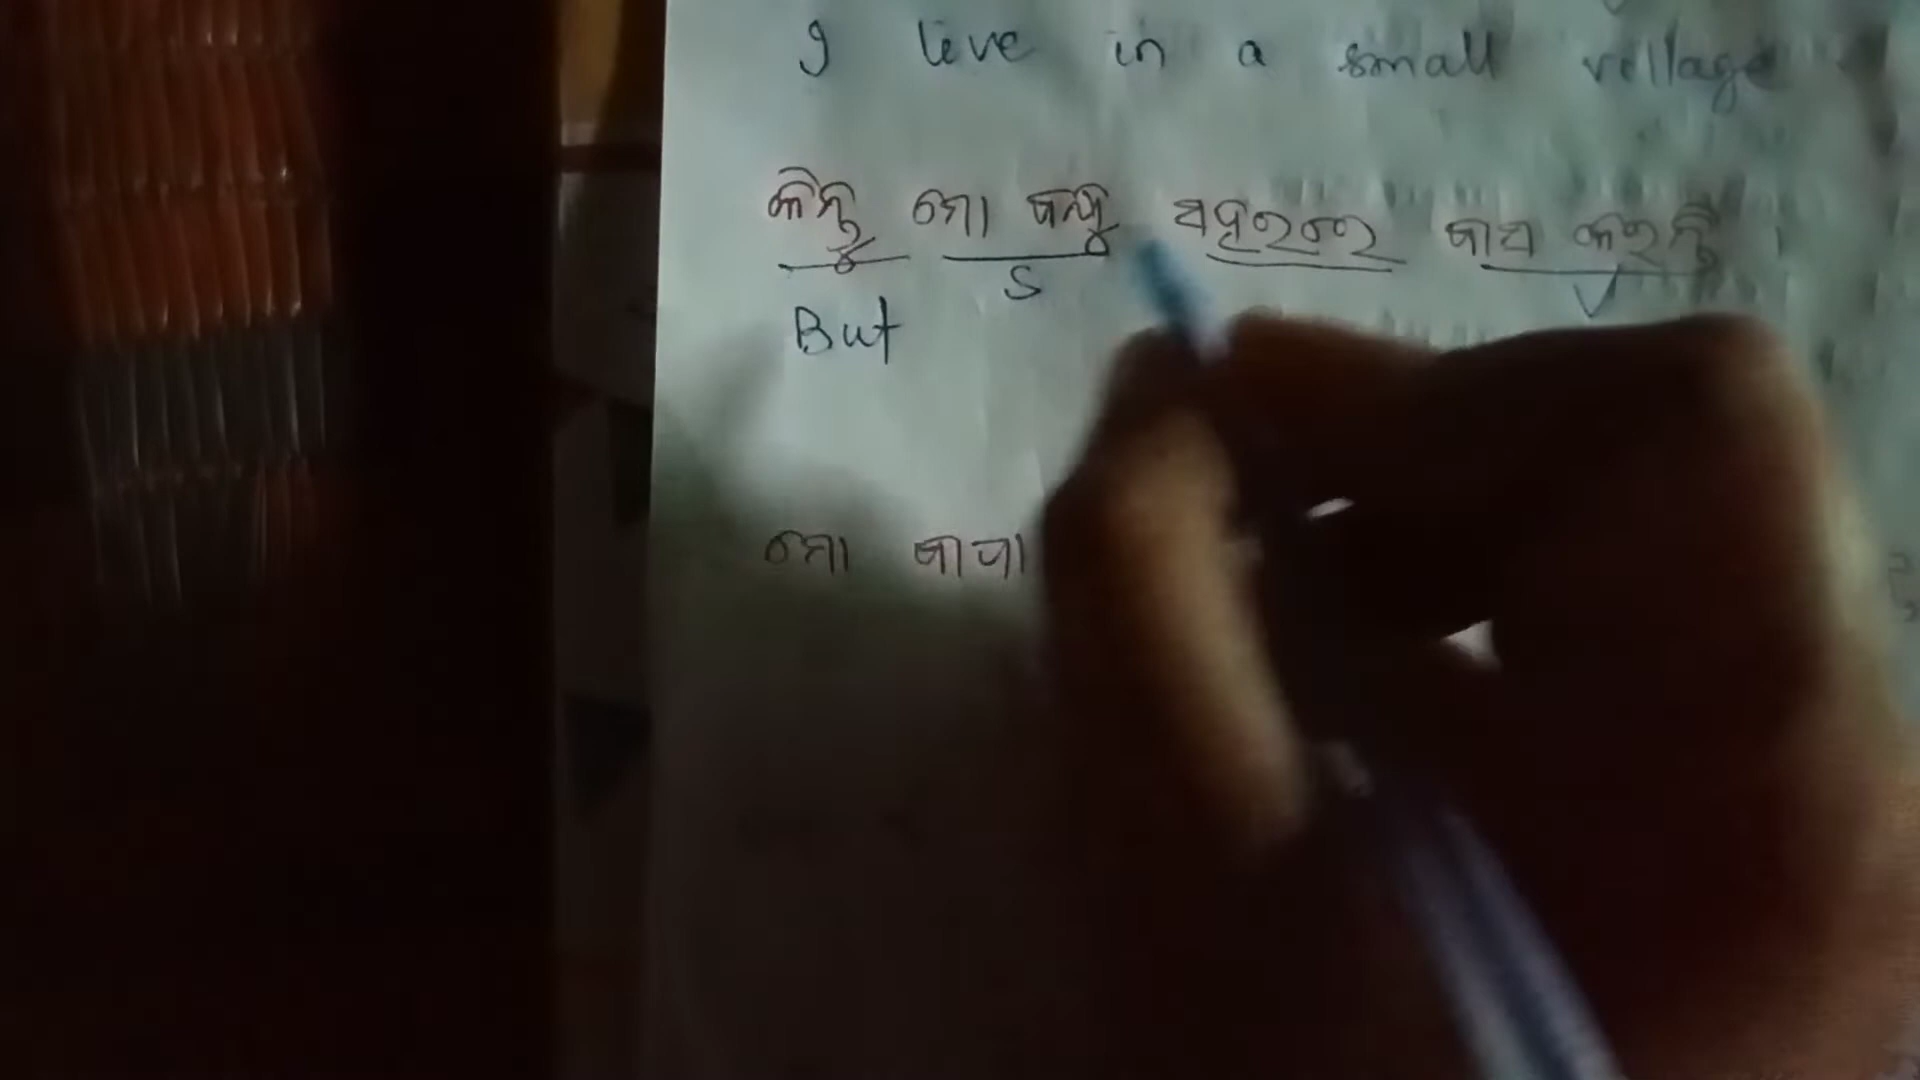 I live in a small village
କିନ୍ତୁ ମୋ ବନ୍ଧୁ ସହରରେ ବାସ କରନ୍ତି ।
S V
But
ମୋ ବାପା